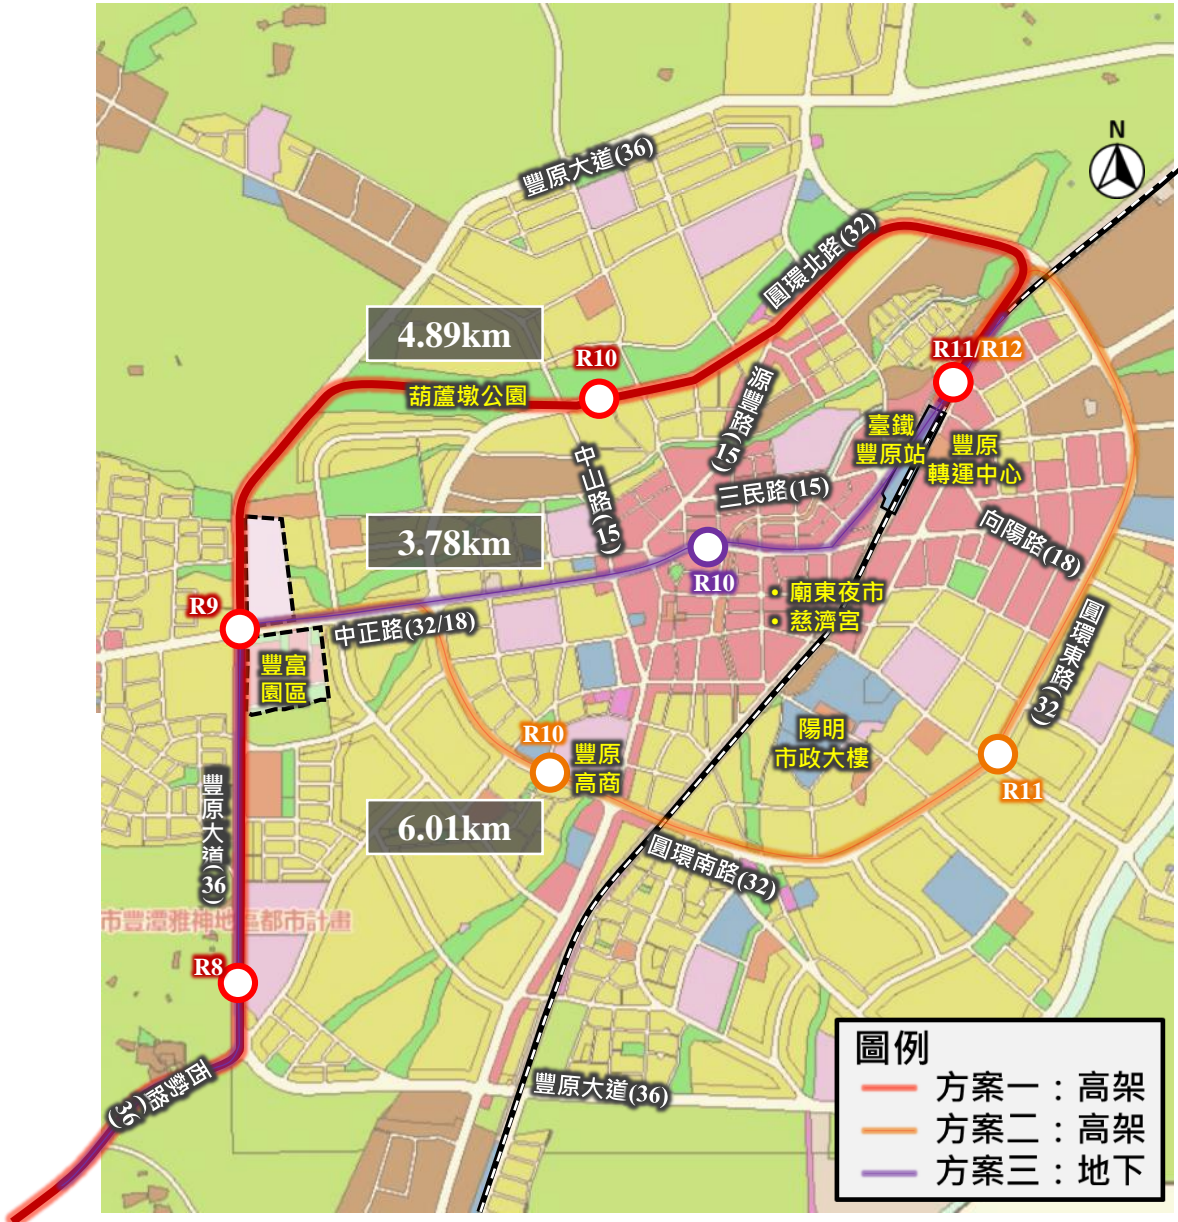 N
豐原大道(36)
圓環北路(32)
4.89km
R10
R11/R12
葫蘆墩公園
源豐路(15)
臺鐵
豐原站
豐原
轉運中心
中山路(15)
三民路(15)
3.78km
向陽路(18)
R10
R9
廟東夜市
慈濟宮
中正路(32/18)
圓環東路(32)
豐富
園區
R10
豐原
高商
陽明
市政大樓
R11
豐原大道(36)
6.01km
圓環南路(32)
市豐潭雅神地區都市計畫
R8
西勢路(36)
豐原大道(36)
圖例
方案一：高架
方案二：高架
方案三：地下